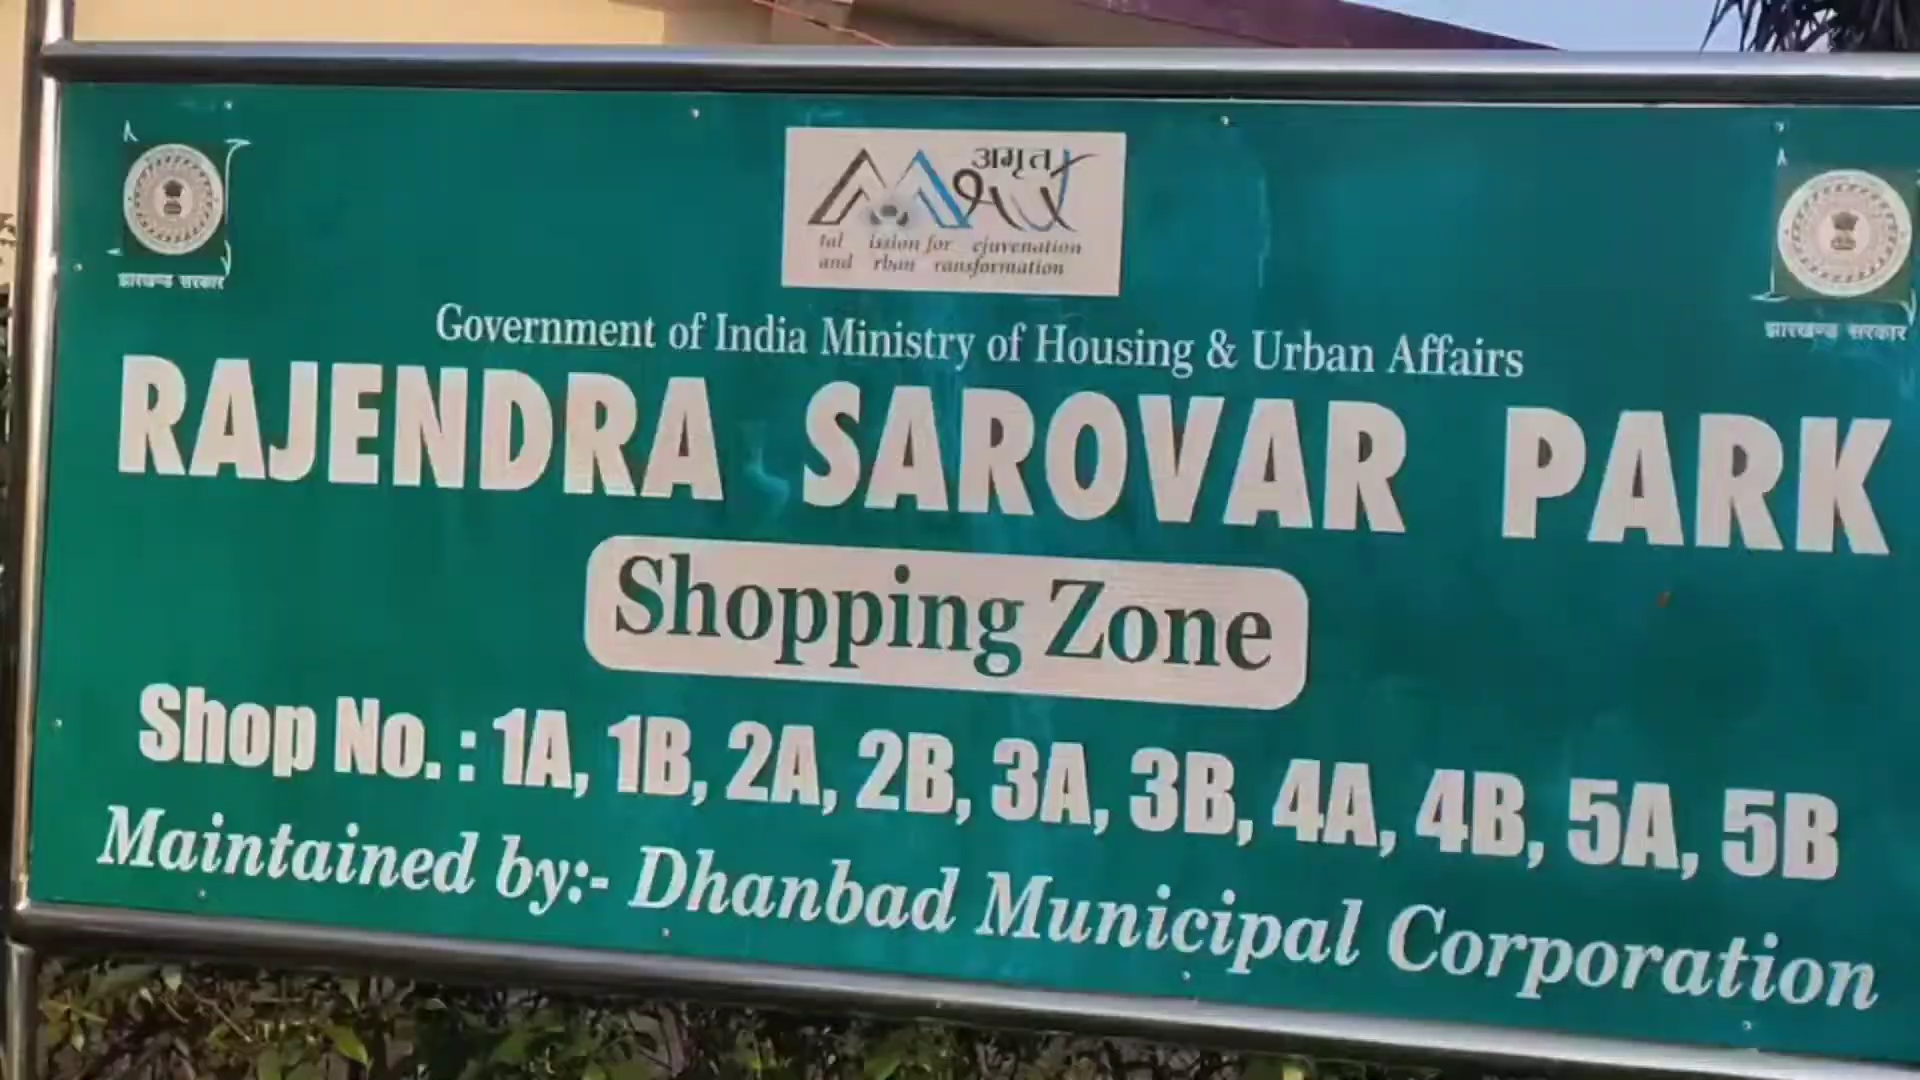 अमृत
tal ission for ejuvenation
and rban ransformation
झारखण्ड सरकार
झारखण्ड सरकार
Government of India Ministry of Housing & Urban Affairs
RAJENDRA SAROVAR PARK
Shopping Zone
Shop No. : 1A, 1B, 2A, 2B, 3A, 3B, 4A, 4B, 5A, 5B
Maintained by:- Dhanbad Municipal Corporation